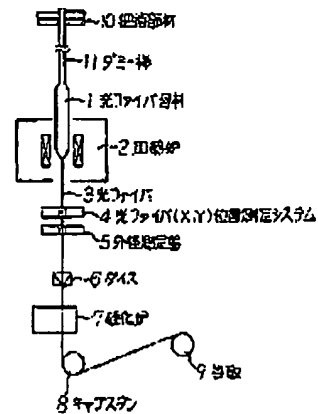 10 把持部材
11 ダミー棒
1 光ファイバ母材
2 加熱炉
3 光ファイバ
4 光ファイバ(X,Y)位置測定システム
5 外径測定器
6 ダイス
7 硬化炉
8 キャプスタン
9 巻取